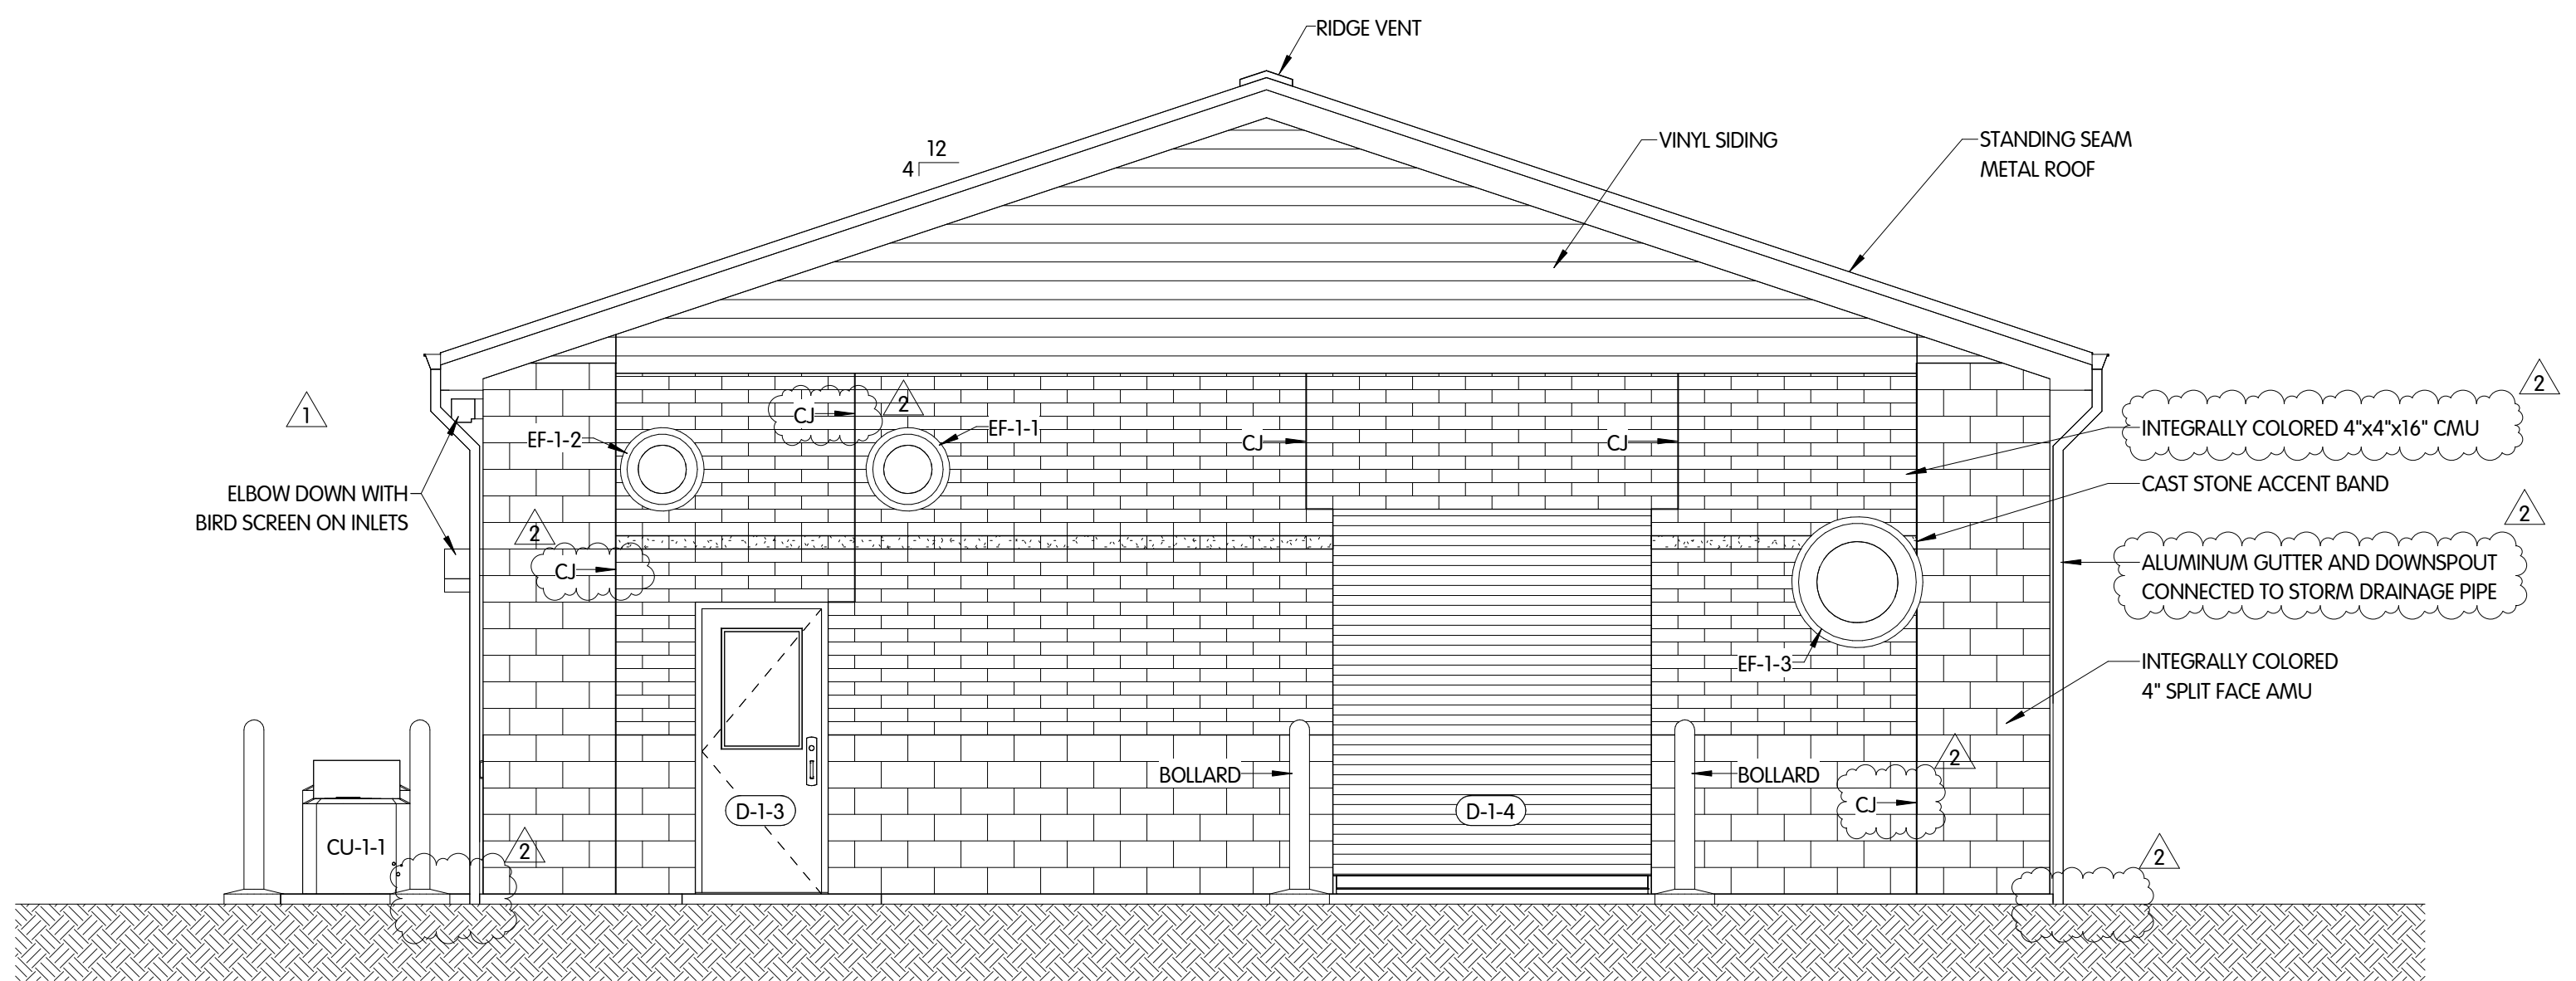 RIDGE VENT
12
4
VINYL SIDING
STANDING SEAM
METAL ROOF
1
EF-1-2
CJ
2
EF-1-1
CJ
CJ
2
INTEGRALLY COLORED 4"x4"x16" CMU
CAST STONE ACCENT BAND
ELBOW DOWN WITH
BIRD SCREEN ON INLETS
2
CJ
2
ALUMINUM GUTTER AND DOWNSPOUT
CONNECTED TO STORM DRAINAGE PIPE
EF-1-3
INTEGRALLY COLORED
4" SPLIT FACE AMU
BOLLARD
BOLLARD
2
CJ
D-1-3
D-1-4
CU-1-1
2
2